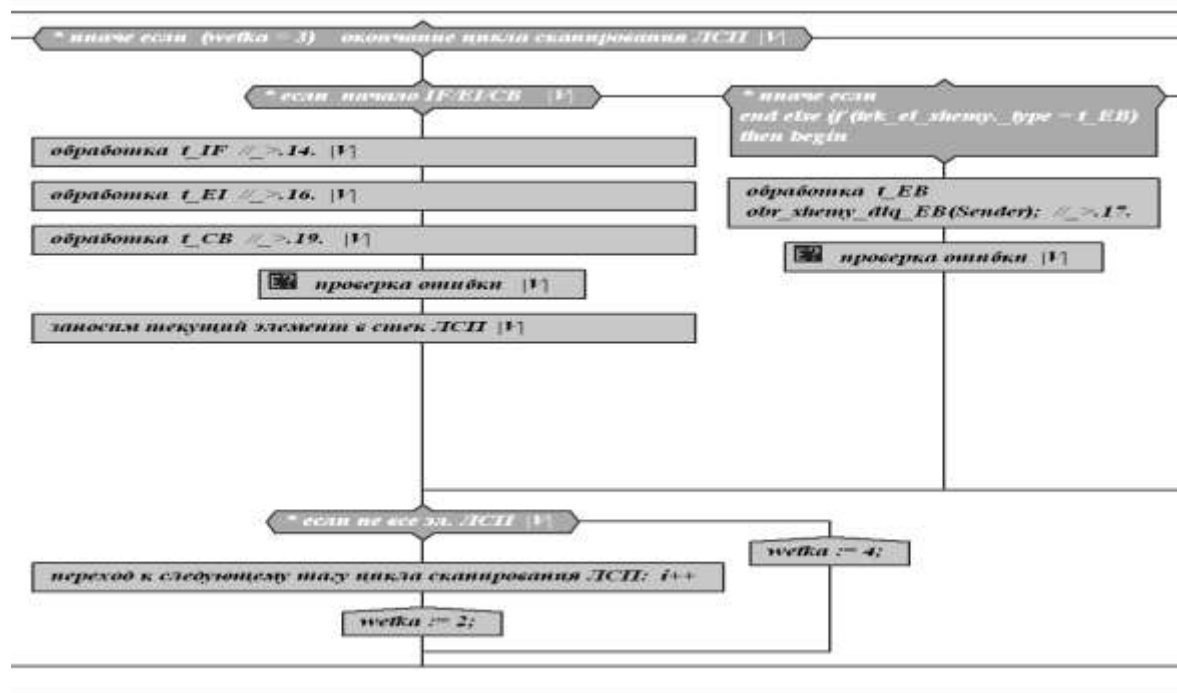 * иначе если (wetka = 3) окончание цикла сканирования ЛСП |V|
* если начало IF/EI/CB |V|
* иначе если
end else if (tek_el_shemy._type = t_EB)
then begin
обработка t_IF //_>.14. |V|
обработка t_EI //_>.16. |V|
обработка t_CB //_>.19. |V|
проверка ошибки |V|
заносим текущий элемент в стек ЛСП |V|
обработка t_EB
obr_shemy_dlq_EB(Sender); //_>.17.
проверка ошибки |V|
* если не все эл. ЛСП |V|
wetka := 4;
переход к следующему шагу цикла сканирования ЛСП: i++
wetka := 2;